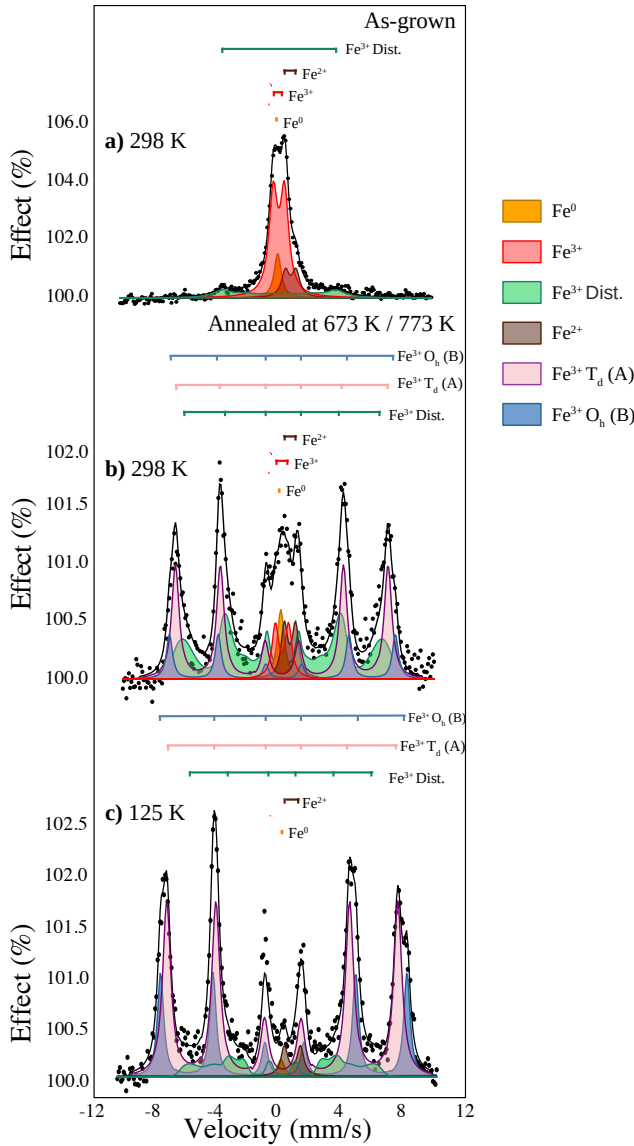 As-grown
Fe³⁺ Dist.
Fe²⁺
Fe³⁺
Fe⁰
a) 298 K
106.0
104.0
102.0
100.0
Effect (%)
Annealed at 673 K / 773 K
Fe³⁺ Oₕ (B)
Fe³⁺ T_d (A)
Fe³⁺ Dist.
Fe²⁺
Fe³⁺
Fe⁰
b) 298 K
102.0
101.5
101.0
100.5
100.0
Effect (%)
Fe³⁺ Oₕ (B)
Fe³⁺ T_d (A)
Fe³⁺ Dist.
Fe²⁺
Fe⁰
c) 125 K
102.5
102.0
101.5
101.0
100.5
100.0
Effect (%)
-12 -8 -4 0 4 8 12
Velocity (mm/s)
Fe⁰
Fe³⁺
Fe³⁺ Dist.
Fe²⁺
Fe³⁺ T_d (A)
Fe³⁺ Oₕ (B)